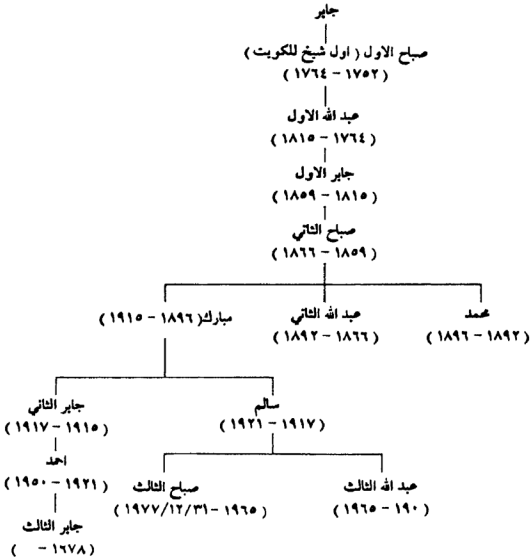 جابر
صباح الاول ( اول شيخ للكويت )
( ١٧٥٢ – ١٧٦٤ )
عبد الله الاول
( ١٧٦٤ – ١٨١٥ )
جابر الاول
( ١٨١٥ – ١٨٥٩ )
صباح الثاني
( ١٨٥٩ – ١٨٦٦ )
محمد
( ١٨٩٢ – ١٨٩٦ )
عبد الله الثاني
( ١٨٦٦ – ١٨٩٢ )
مبارك ( ١٨٩٦ – ١٩١٥ )
سالم
( ١٩١٧ – ١٩٢١ )
جابر الثاني
( ١٩١٥ – ١٩١٧ )
احمد
( ١٩٢١ – ١٩٥٠ )
جابر الثالث
( ١٦٧٨ – )
عبد الله الثالث
( ١٩٠ – ١٩٦٥ )
صباح الثالث
( ١٩٦٥ – ١٩٧٧/١٢/٣١ )